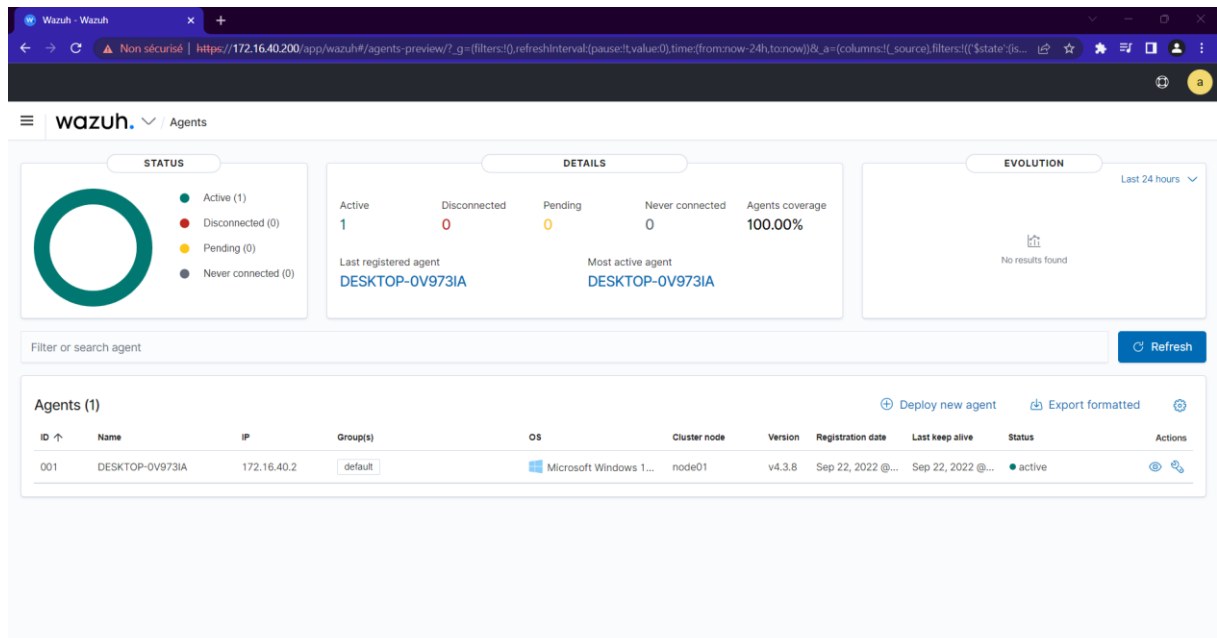 Wazuh - Wazuh
Non sécurisé | https://172.16.40.200/app/wazuh#/agents-preview/?_g=(filters:!(),refreshInterval:(pause:!t,value:0),time:(from:now-24h,to:now))&_a=(columns:!(_source),filters:!(('$state':(is...
a
wazuh. / Agents
STATUS
Active (1)
Disconnected (0)
Pending (0)
Never connected (0)
DETAILS
Active Disconnected Pending Never connected Agents coverage
1 0 0 0 100.00%
Last registered agent Most active agent
DESKTOP-0V973IA DESKTOP-0V973IA
EVOLUTION
Last 24 hours
No results found
Filter or search agent
Refresh
Agents (1) Deploy new agent Export formatted
ID Name IP Group(s) OS Cluster node Version Registration date Last keep alive Status Actions
001 DESKTOP-0V973IA 172.16.40.2 default Microsoft Windows 1... node01 v4.3.8 Sep 22, 2022 @... Sep 22, 2022 @... active